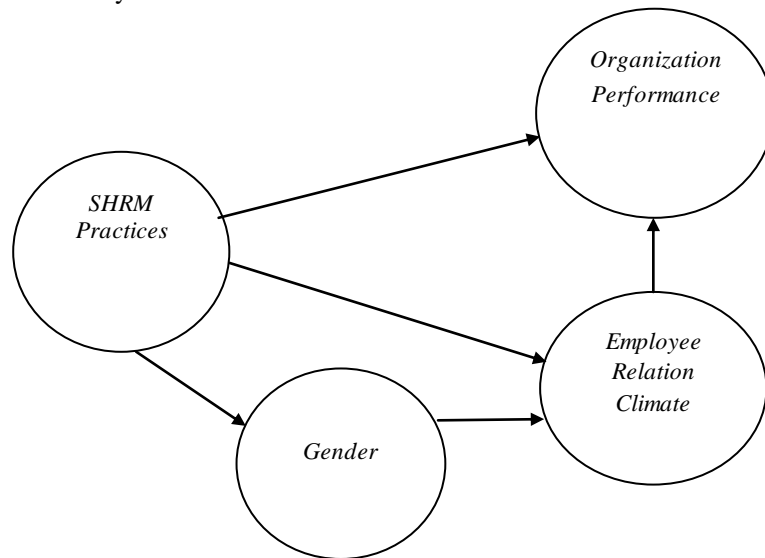 Organization
Performance
SHRM
Practices
Employee
Relation
Climate
Gender